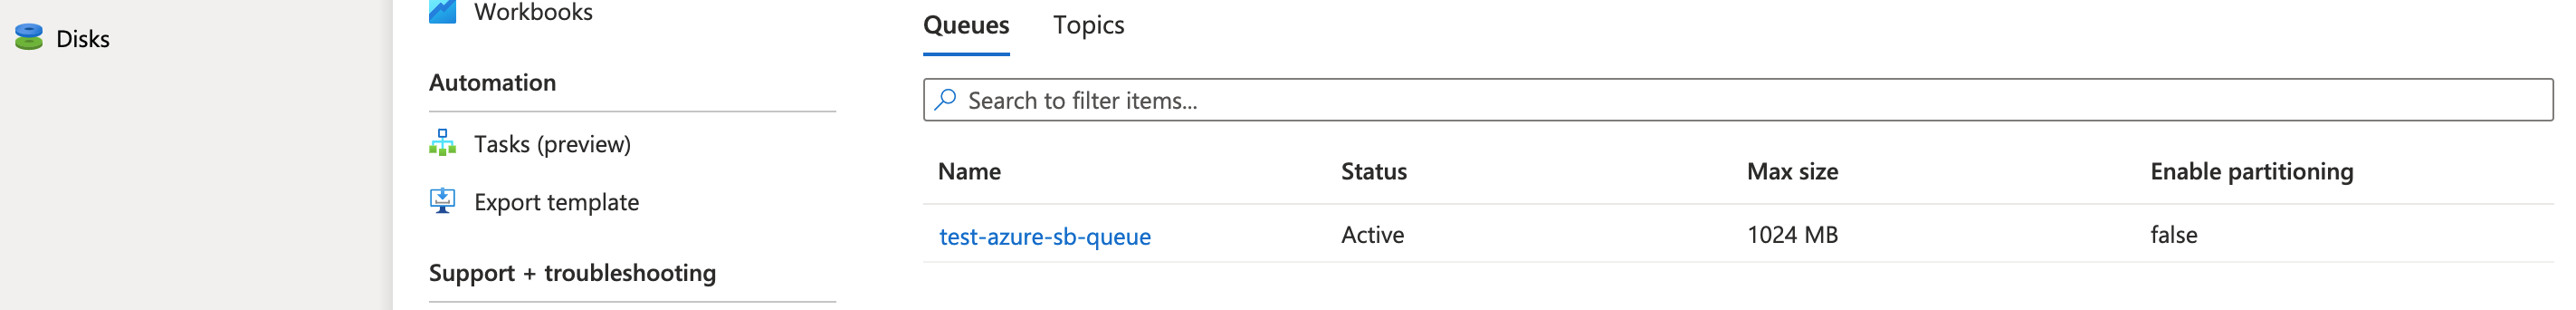 Disks
Workbooks
Automation
Tasks (preview)
Export template
Support + troubleshooting
Queues Topics
Search to filter items...
Name Status Max size Enable partitioning
test-azure-sb-queue Active 1024 MB false